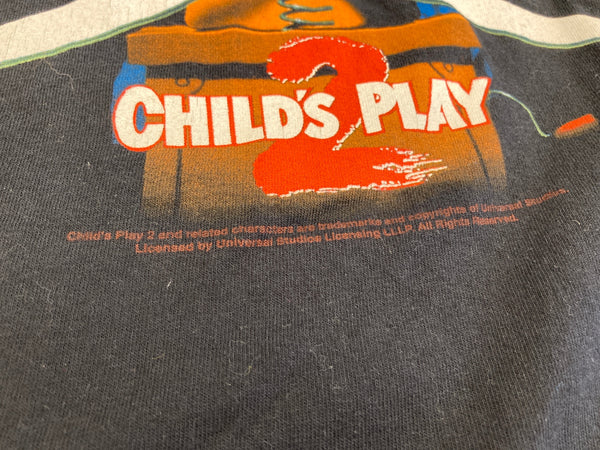 2
CHILD'S PLAY
Child's Play 2 and related characters are trademarks and copyrights of Universal Studios.
Licensed by Universal Studios Licensing LLLP. All Rights Reserved.